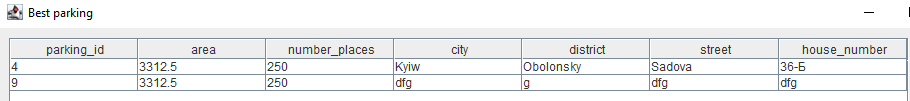 Best parking
parking_id area number_places city district street house_number
4 3312.5 250 Kyiw Obolonsky Sadova 36-Б
9 3312.5 250 dfg g dfg dfg